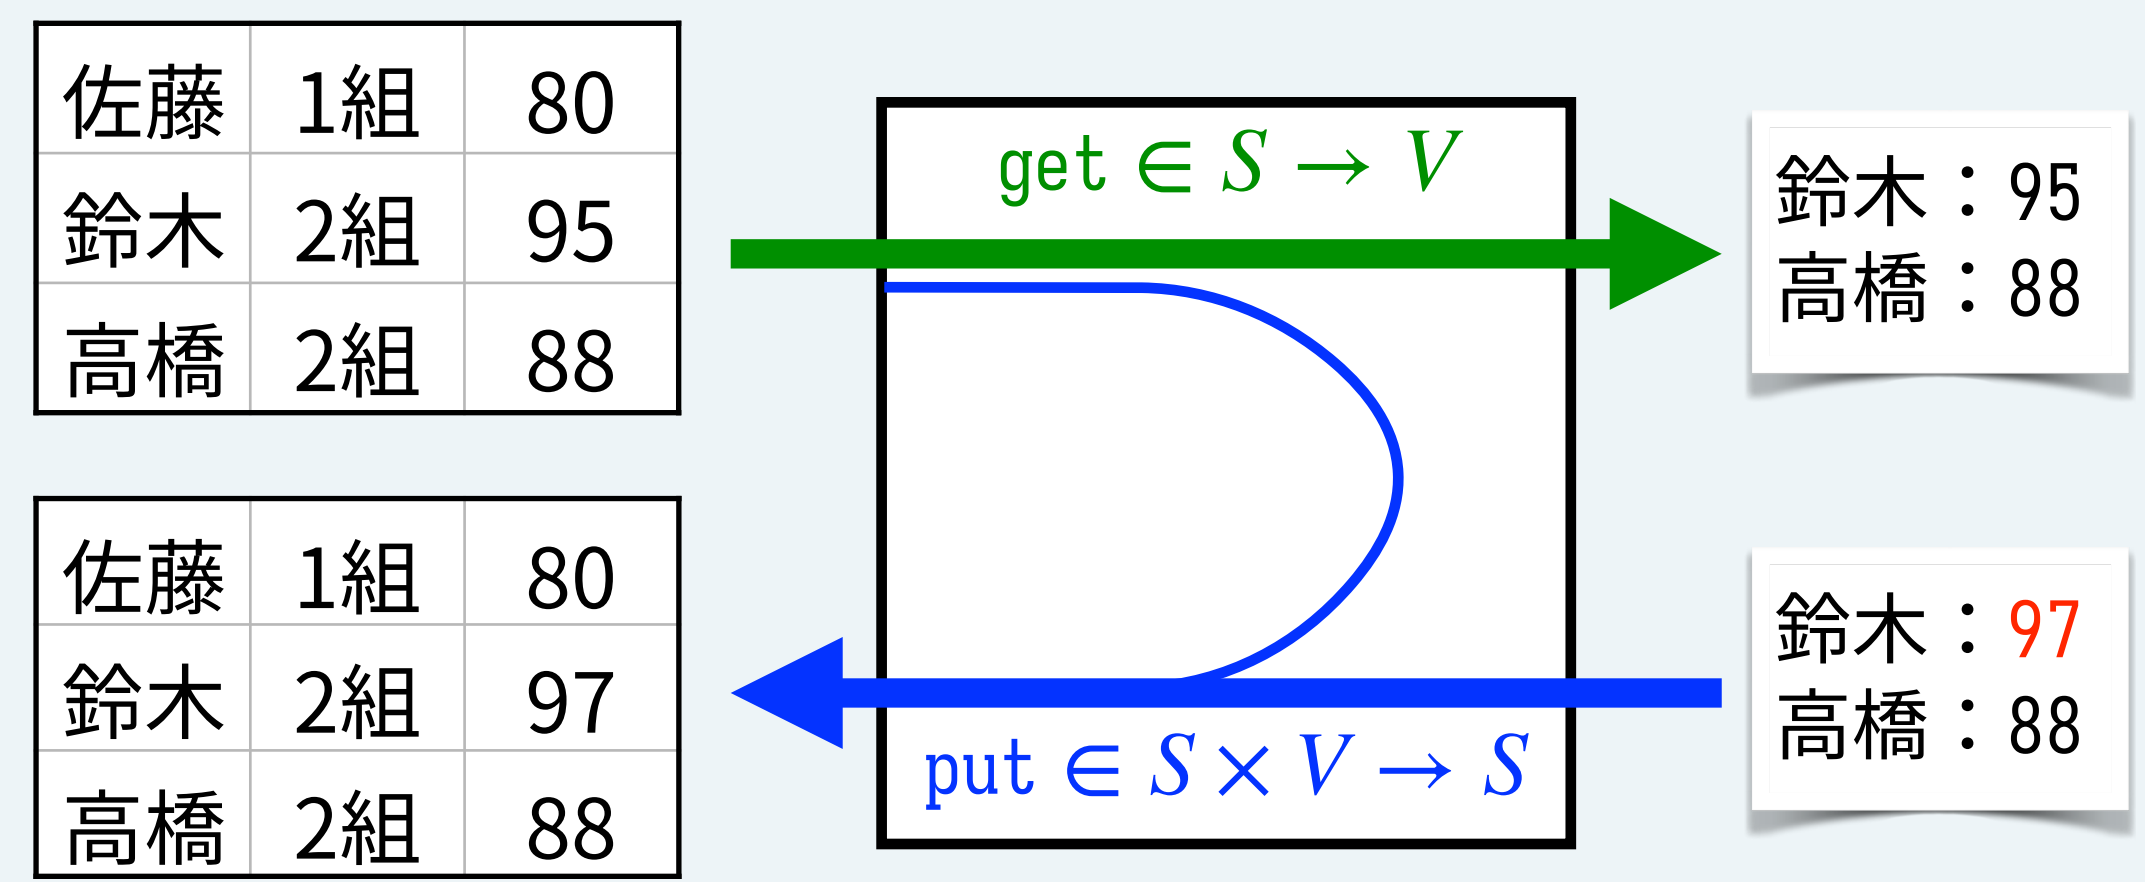 佐藤 1組 80
鈴木 2組 95
高橋 2組 88
get ∈ S → V
鈴木：95
高橋：88
佐藤 1組 80
鈴木 2組 97
高橋 2組 88
put ∈ S × V → S
鈴木：97
高橋：88